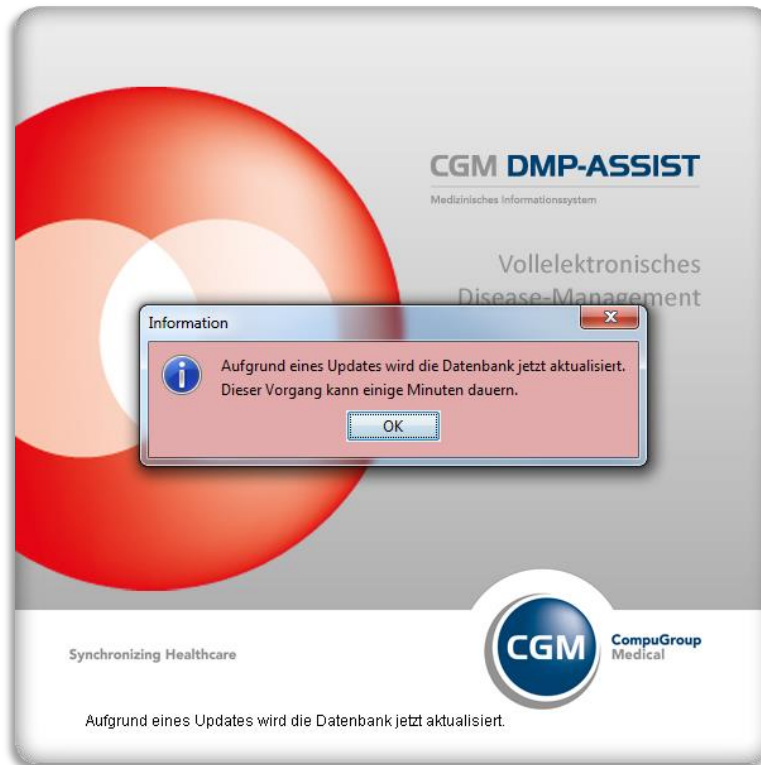 CGM DMP-ASSIST
Medizinisches Informationssystem
Vollelektronisches
Disease-Management
Information
Aufgrund eines Updates wird die Datenbank jetzt aktualisiert.
Dieser Vorgang kann einige Minuten dauern.
OK
Synchronizing Healthcare
CGM
CompuGroup
Medical
Aufgrund eines Updates wird die Datenbank jetzt aktualisiert.